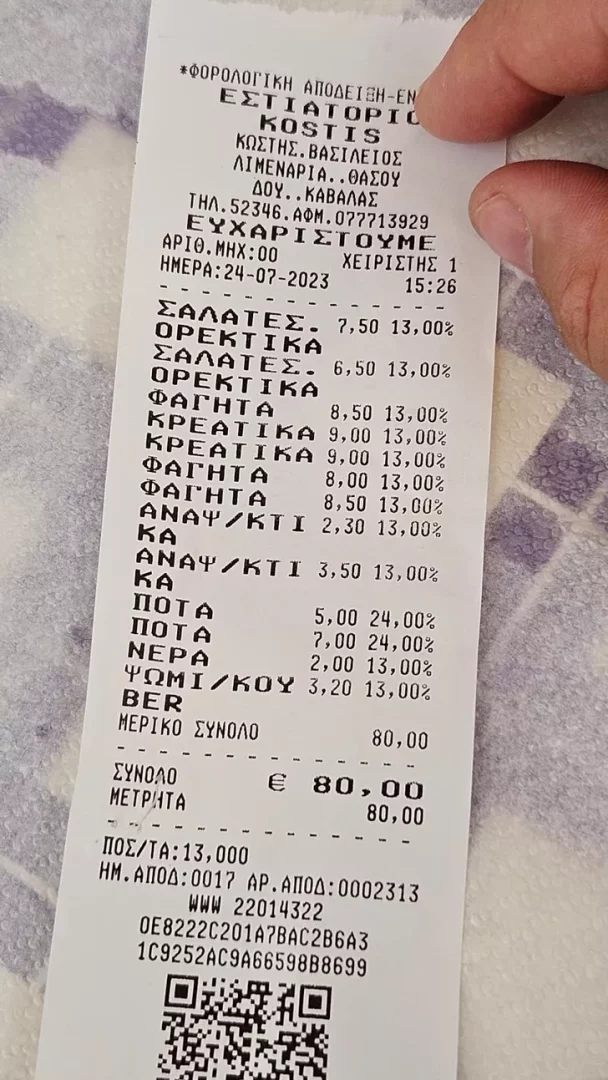 *ΦΟΡΟΛΟΓΙΚΗ ΑΠΟΔΕΙΞΗ-ΕΝ
ΕΣΤΙΑΤΟΡΙΟ
KOSTIS
ΚΩΣΤΗΣ.ΒΑΣΙΛΕΙΟΣ
ΛΙΜΕΝΑΡΙΑ..ΘΑΣΟΥ
ΔΟΥ..ΚΑΒΑΛΑΣ
ΤΗΛ.52346.ΑΦΜ.077713929
ΕΥΧΑΡΙΣΤΟΥΜΕ
ΑΡΙΘ.ΜΗΧ:00 ΧΕΙΡΙΣΤΗΣ 1
ΗΜΕΡΑ:24-07-2023 15:26
ΣΑΛΑΤΕΣ. 7,50 13,00%
ΟΡΕΚΤΙΚΑ
ΣΑΛΑΤΕΣ. 6,50 13,00%
ΟΡΕΚΤΙΚΑ
ΦΑΓΗΤΑ 8,50 13,00%
ΚΡΕΑΤΙΚΑ 9,00 13,00%
ΚΡΕΑΤΙΚΑ 9,00 13,00%
ΦΑΓΗΤΑ 8,00 13,00%
ΦΑΓΗΤΑ 8,50 13,00%
ΑΝΑΨ/ΚΤΙ 2,30 13,00%
ΚΑ
ΑΝΑΨ/ΚΤΙ 3,50 13,00%
ΚΑ
ΠΟΤΑ 5,00 24,00%
ΠΟΤΑ 7,00 24,00%
ΝΕΡΑ 2,00 13,00%
ΨΩΜΙ/ΚΟΥ 3,20 13,00%
ΒΕR
ΜΕΡΙΚΟ ΣΥΝΟΛΟ 80,00
ΣΥΝΟΛΟ € 80,00
ΜΕΤΡΗΤΑ 80,00
ΠΟΣ/ΤΑ:13,000
ΗΜ.ΑΠΟΔ:0017 ΑΡ.ΑΠΟΔ:0002313
WWW 22014322
0E8222C201A7BAC2B6A3
1C9252AC9A66598B8699